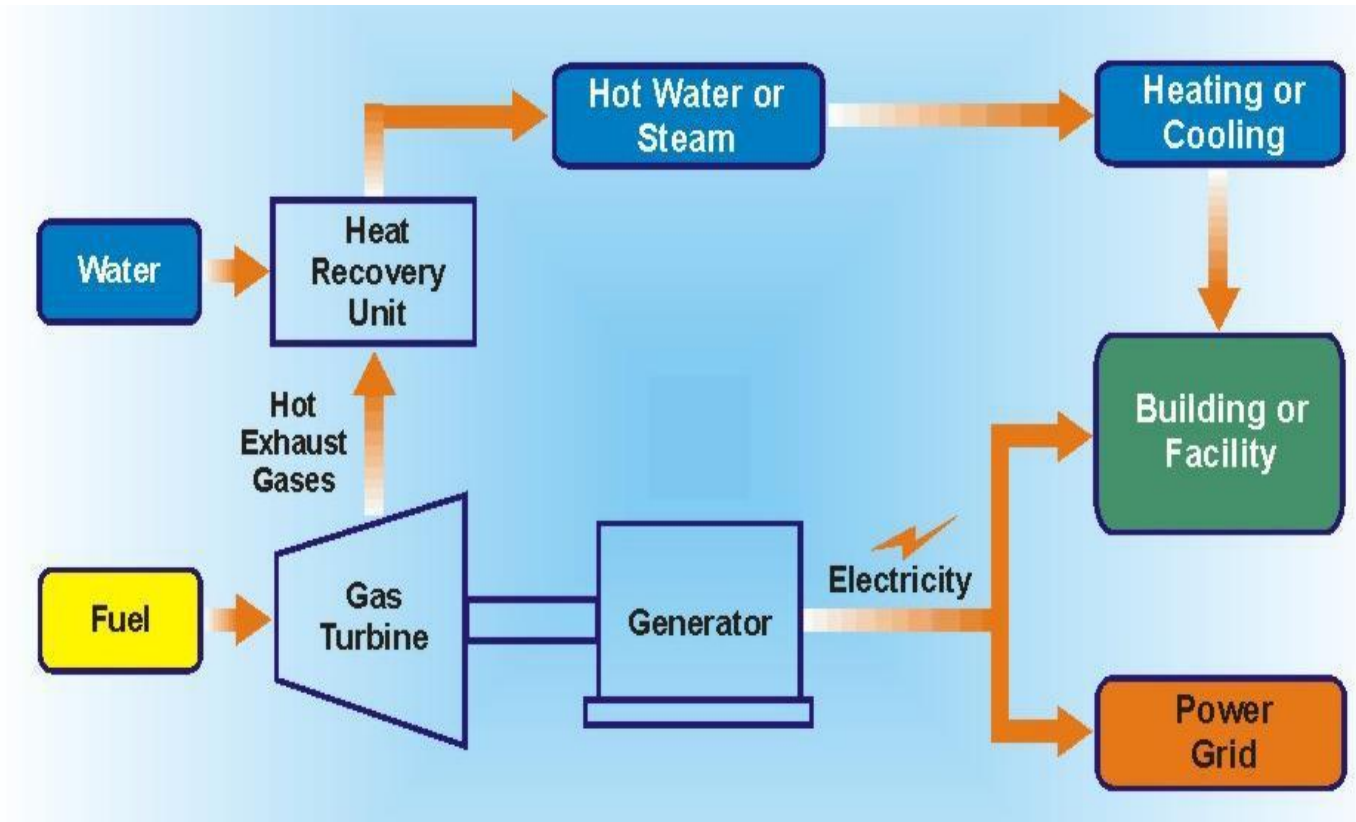 Hot Water or
Steam
Heating or
Cooling
Water
Heat
Recovery
Unit
Hot
Exhaust
Gases
Building or
Facility
Fuel
Gas
Turbine
Generator
Electricity
Power
Grid